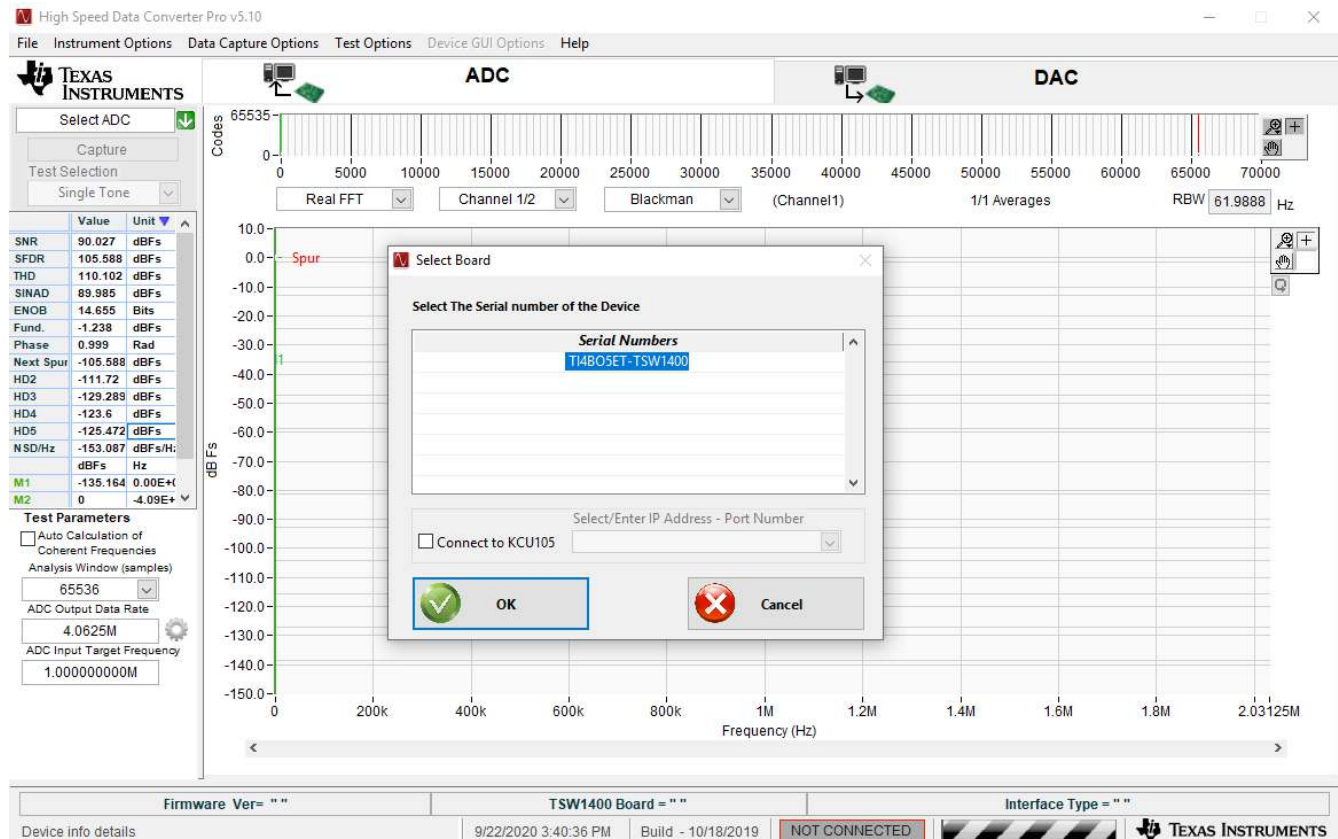 High Speed Data Converter Pro v5.10
File Instrument Options Data Capture Options Test Options Device GUI Options Help
TEXAS INSTRUMENTS
ADC
DAC
Select ADC
Capture
Test Selection
Single Tone
Codes
65535
0
0 5000 10000 15000 20000 25000 30000 35000 40000 45000 50000 55000 60000 65000 70000
Real FFT Channel 1/2 Blackman (Channel1) 1/1 Averages RBW 61.9888 Hz
Value Unit
SNR 90.027 dBFs
SFDR 105.588 dBFs
THD 110.102 dBFs
SINAD 89.985 dBFs
ENOB 14.655 Bits
Fund. -1.238 dBFs
Phase 0.999 Rad
Next Spur -105.588 dBFs
HD2 -111.72 dBFs
HD3 -129.289 dBFs
HD4 -123.6 dBFs
HD5 -125.472 dBFs
NSD/Hz -153.087 dBFs/H
dBFs Hz
M1 -135.164 0.00E+
M2 0 -4.09E+
Test Parameters
Auto Calculation of
Coherent Frequencies
Analysis Window (samples)
65536
ADC Output Data Rate
4.0625M
ADC Input Target Frequency
1.000000000M
dBFs
10.0
0.0
-10.0
-20.0
-30.0
-40.0
-50.0
-60.0
-70.0
-80.0
-90.0
-100.0
-110.0
-120.0
-130.0
-140.0
-150.0
Spur
Select Board
Select The Serial number of the Device
Serial Numbers
TI4BO5ET-TSW1400
Select/Enter IP Address - Port Number
Connect to KCU105
OK Cancel
0 200k 400k 600k 800k 1M 1.2M 1.4M 1.6M 1.8M 2.03125M
Frequency (Hz)
Firmware Ver= " " TSW1400 Board = " " Interface Type = " "
Device info details 9/22/2020 3:40:36 PM Build - 10/18/2019 NOT CONNECTED TEXAS INSTRUMENTS